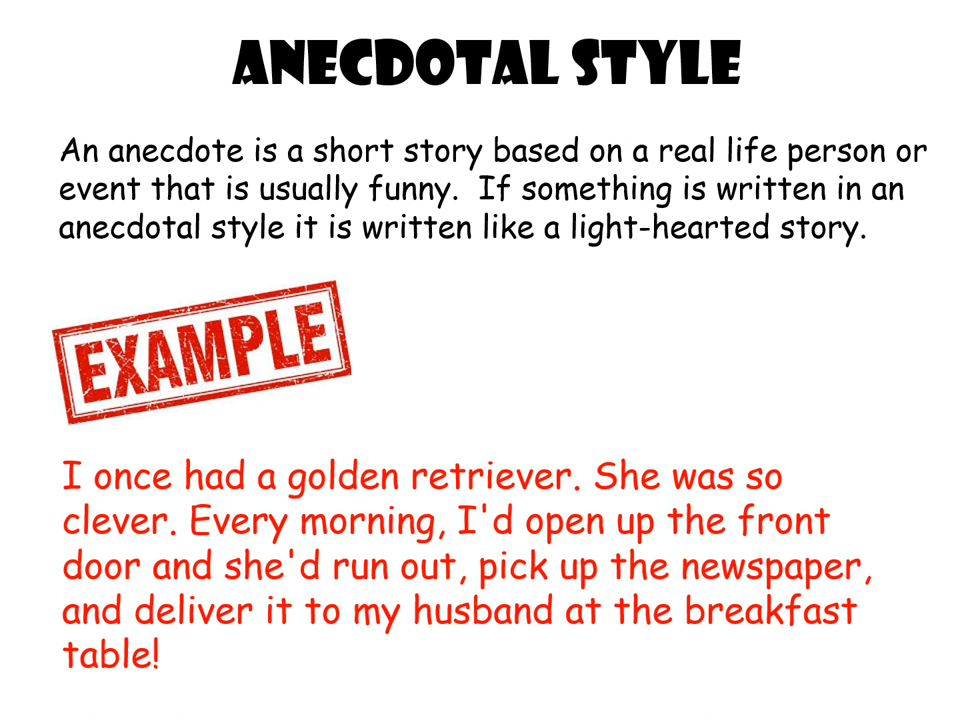 ANECDOTAL STYLE
An anecdote is a short story based on a real life person or
event that is usually funny.  If something is written in an
anecdotal style it is written like a light-hearted story.
EXAMPLE
I once had a golden retriever. She was so
clever. Every morning, I'd open up the front
door and she'd run out, pick up the newspaper,
and deliver it to my husband at the breakfast
table!